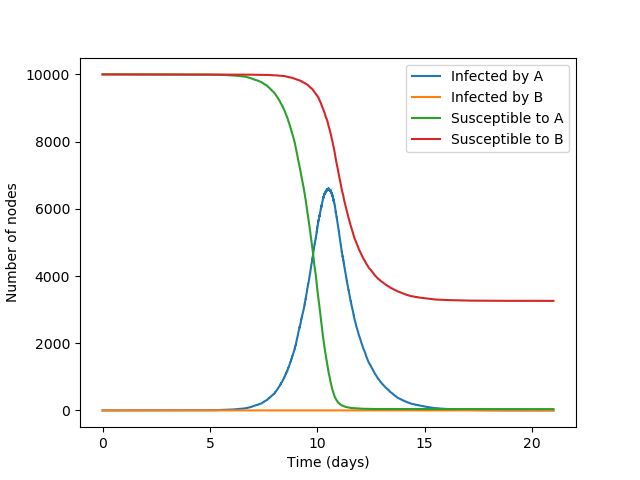 10000
8000
6000
4000
2000
0
Number of nodes
0 5 10 15 20
Time (days)
Infected by A
Infected by B
Susceptible to A
Susceptible to B